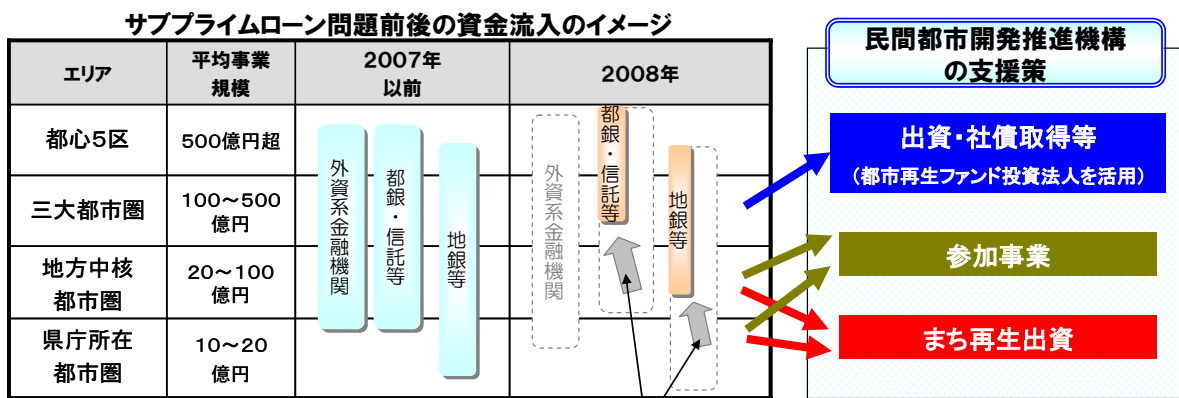 サブプライムローン問題前後の資金流入のイメージ
エリア
平均事業
規模
2007年
以前
2008年
都心5区
500億円超
三大都市圏
100～500
億円
地方中核
都市圏
20～100
億円
県庁所在
都市圏
10～20
億円
外資系金融機関
都銀・信託等
地銀等
外資系金融機関
都銀・信託等
地銀等
民間都市開発推進機構
の支援策
出資・社債取得等
（都市再生ファンド投資法人を活用）
参加事業
まち再生出資